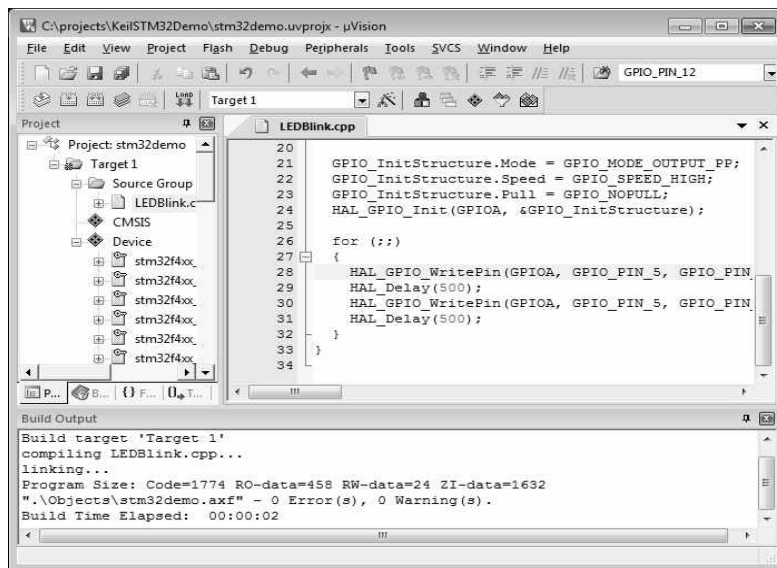 C:\projects\KeilSTM32Demo\stm32demo.uvprojx - µVision
File Edit View Project Flash Debug Peripherals Tools SVCS Window Help
GPIO_PIN_12
LOAD Target 1
Project
LEDBlink.cpp
Project: stm32demo
Target 1
Source Group
LEDBlink.c
CMSIS
Device
stm32f4xx_
stm32f4xx_
stm32f4xx_
stm32f4xx_
stm32f4xx_
stm32f4xx_
P... B... {} F... 0 T...
20
21 GPIO_InitStructure.Mode = GPIO_MODE_OUTPUT_PP;
22 GPIO_InitStructure.Speed = GPIO_SPEED_HIGH;
23 GPIO_InitStructure.Pull = GPIO_NOPULL;
24 HAL_GPIO_Init(GPIOA, &GPIO_InitStructure);
25
26 for (;;)
27 {
28 HAL_GPIO_WritePin(GPIOA, GPIO_PIN_5, GPIO_PIN_
29 HAL_Delay(500);
30 HAL_GPIO_WritePin(GPIOA, GPIO_PIN_5, GPIO_PIN_
31 HAL_Delay(500);
32 }
33 }
34
Build Output
Build target 'Target 1'
compiling LEDBlink.cpp...
linking...
Program Size: Code=1774 RO-data=458 RW-data=24 ZI-data=1632
".\Objects\stm32demo.axf" - 0 Error(s), 0 Warning(s).
Build Time Elapsed: 00:00:02